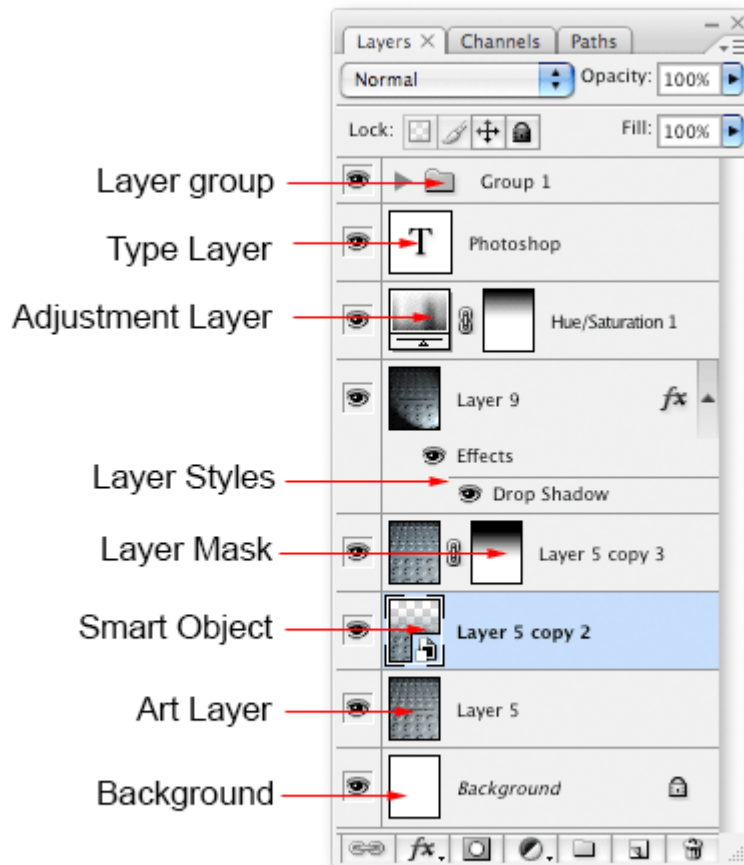 Layers × Channels Paths
Normal Opacity: 100%
Lock: Fill: 100%
Layer group Group 1
Type Layer T Photoshop
Adjustment Layer Hue/Saturation 1
Layer 9 fx
Effects
Layer Styles
Drop Shadow
Layer Mask Layer 5 copy 3
Smart Object Layer 5 copy 2
Art Layer Layer 5
Background Background
fx